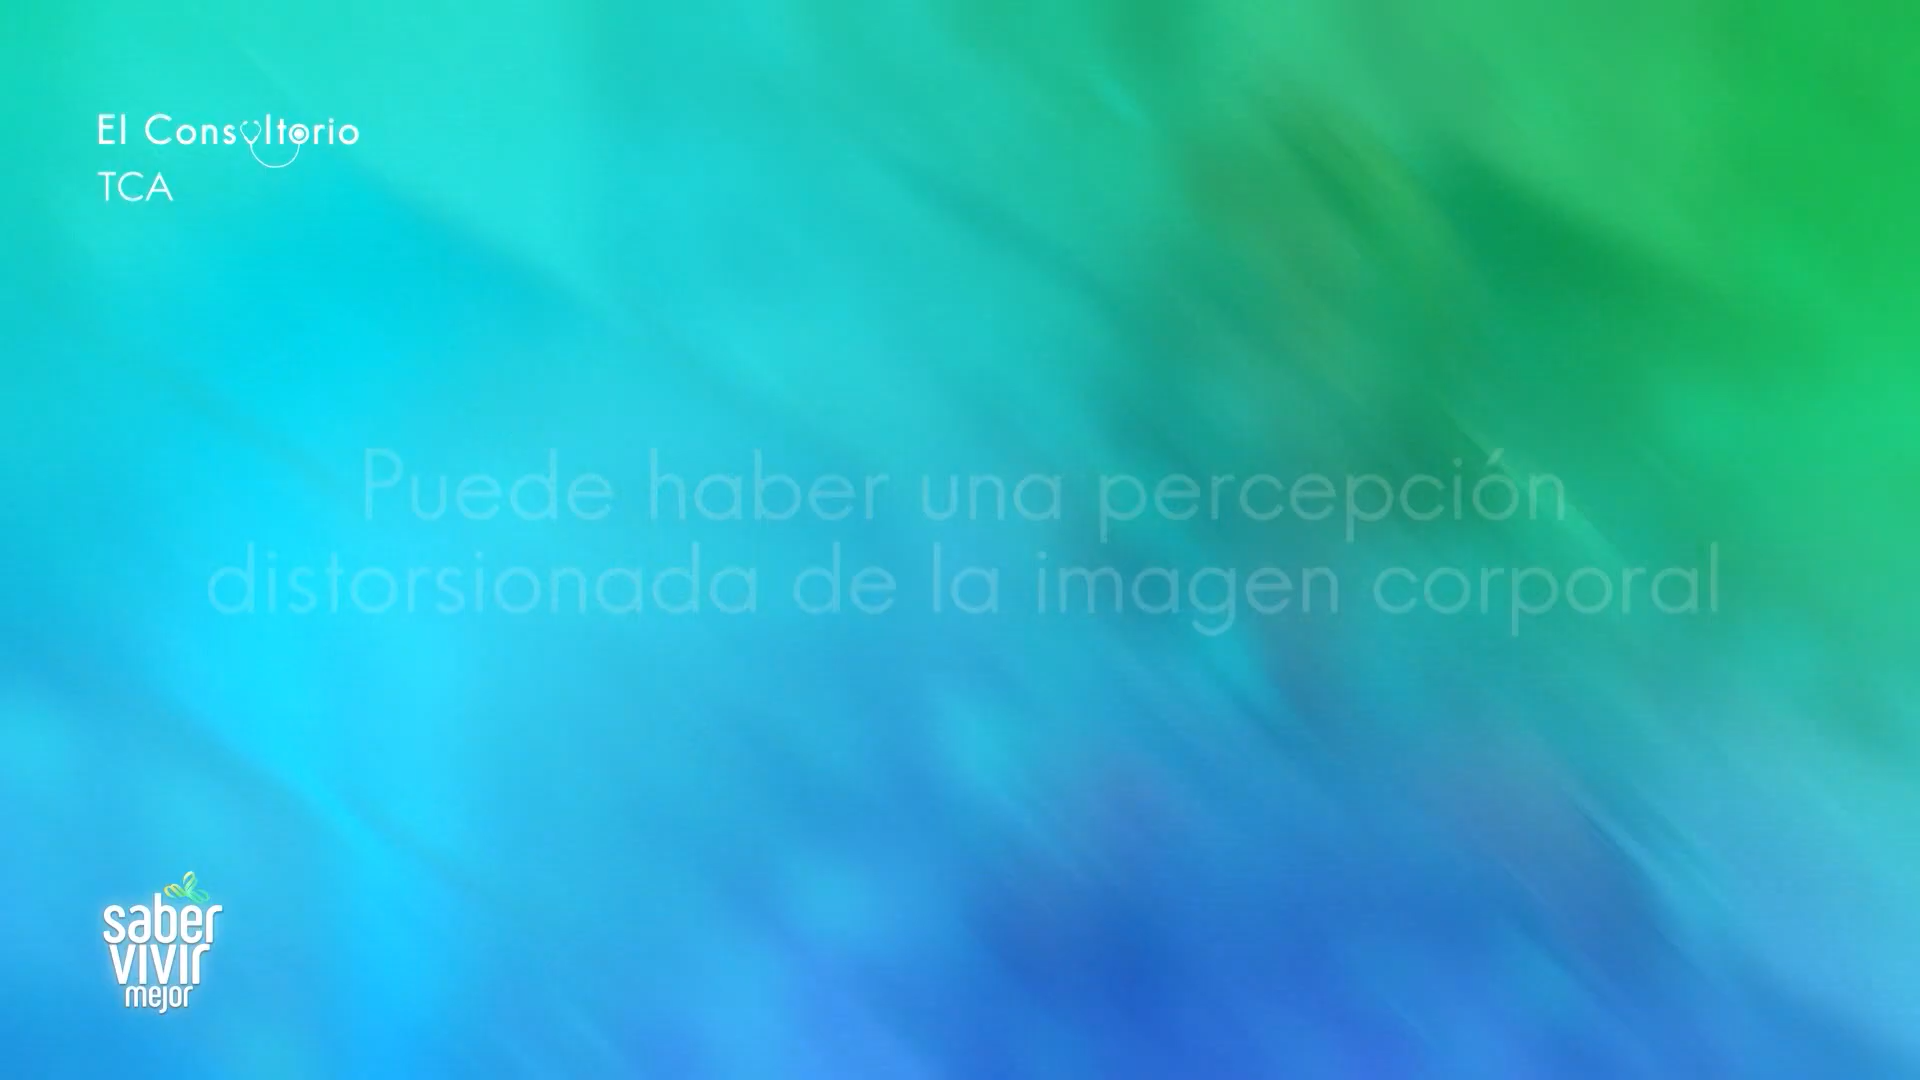 El Consultorio
TCA
Puede haber una percepción
distorsionada de la imagen corporal
saber
vivir
mejor